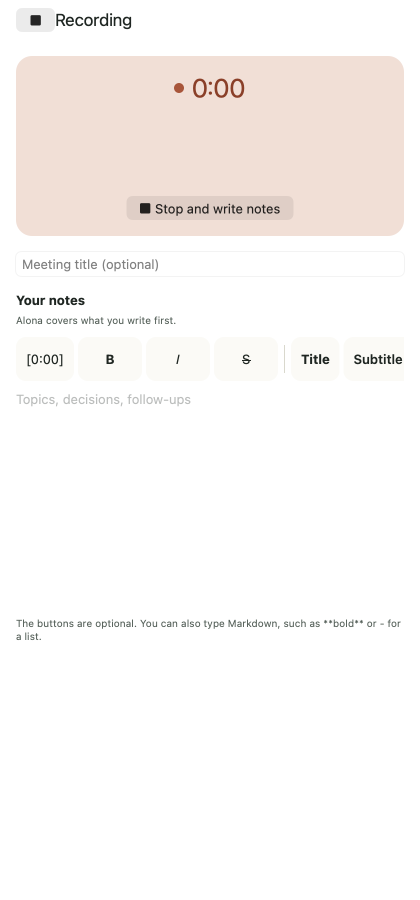 Recording
0:00
Stop and write notes
Meeting title (optional)
Your notes
Alona covers what you write first.
[0:00] B I S Title Subtitle
Topics, decisions, follow-ups
The buttons are optional. You can also type Markdown, such as **bold** or - for
a list.